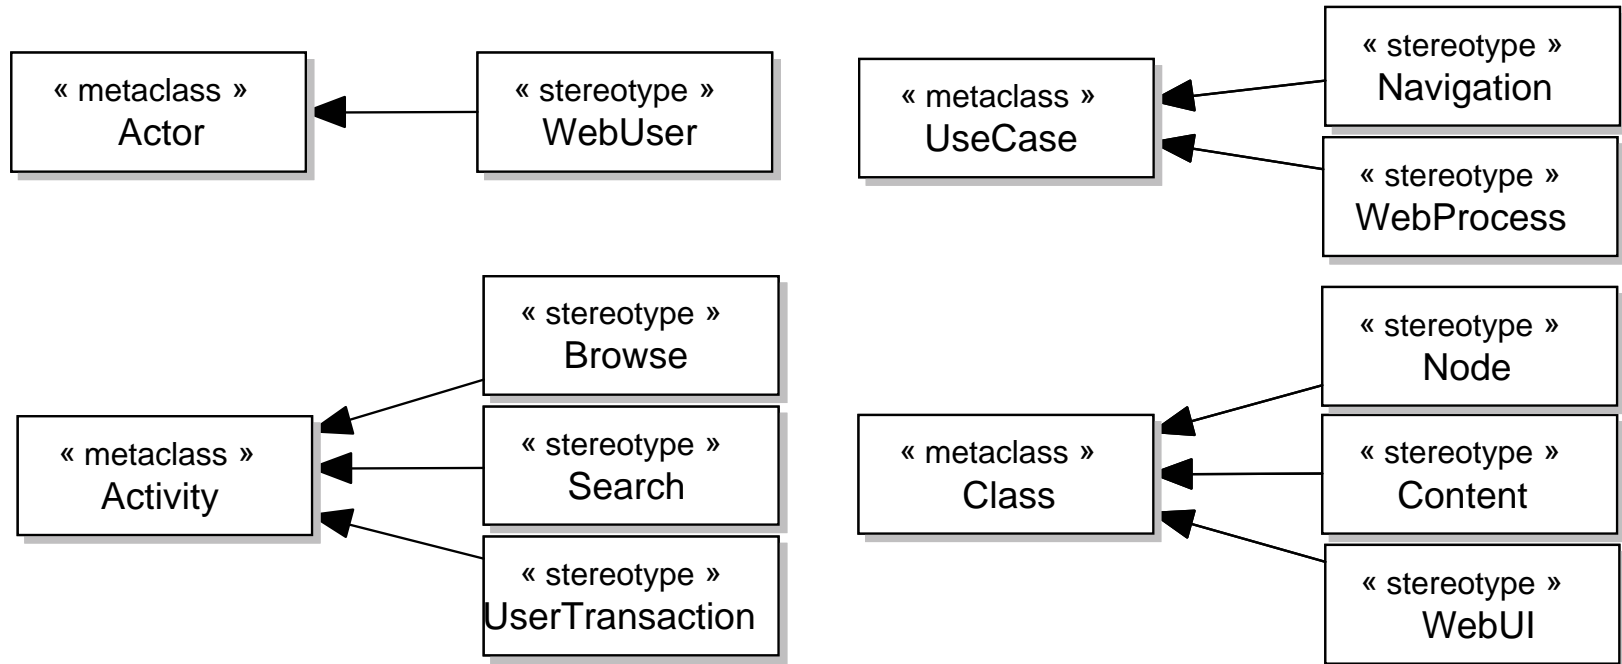 « metaclass »
Actor
« stereotype »
WebUser
« metaclass »
UseCase
« stereotype »
Navigation
« stereotype »
WebProcess
« metaclass »
Activity
« stereotype »
Browse
« stereotype »
Search
« stereotype »
UserTransaction
« metaclass »
Class
« stereotype »
Node
« stereotype »
Content
« stereotype »
WebUI